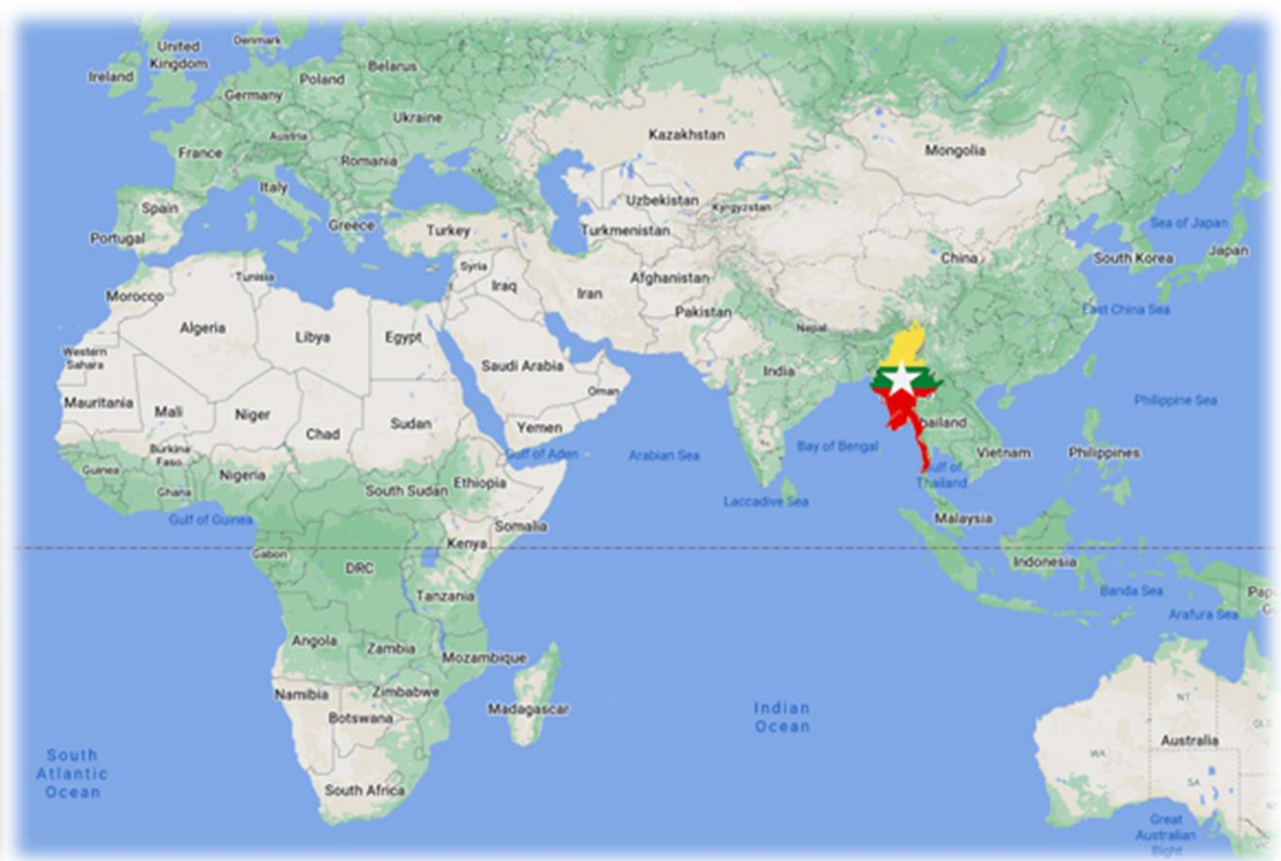 Denmark
United
Kingdom
Ireland
Belarus
Poland
Germany
Ukraine
Austria
Kazakhstan
France
Romania
Mongolia
Italy
Uzbekistan
Kyrgyzstan
Spain
Greece
Turkey
Turkmenistan
Sea of Japan
Portugal
Japan
China
South Korea
Syria
Tunisia
Afghanistan
Iraq
Iran
Morocco
Pakistan
East China Sea
Algeria
Nepal
Libya
Egypt
Western
Sahara
Saudi Arabia
India
Oman
Mauritania
Mali
Niger
Philippine Sea
Sudan
Chad
Yemen
hailand
Burkina
Faso
Bay of Bengal
Gulf of Aden
Arabian Sea
Vietnam
Philippines
Guinea
Nigeria
ulf of
Thailand
Ethiopia
South Sudan
Ghana
Laccadive Sea
Gulf of Guinea
Malaysia
Somalia
Kenya
Gabon
DRC
Indonesia
Banda Sea
Pap
G
Tanzania
Arafura Sea
Angola
Zambia
Mozambique
Namibia
Zimbabwe
NT
Madagascar
Indian
Ocean
Botswana
QLD
Australia
WA
South
Atlantic
Ocean
SA
South Africa
Great
Australian
Bight